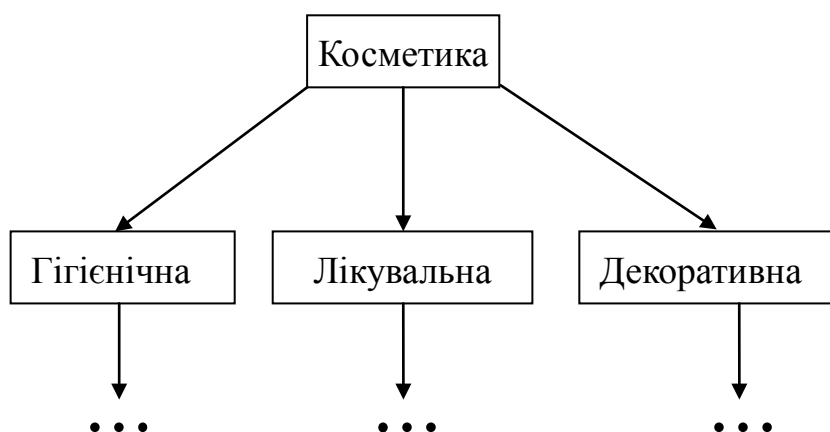 Косметика
Гігієнічна
Лікувальна
Декоративна
• • •
• • •
• • •